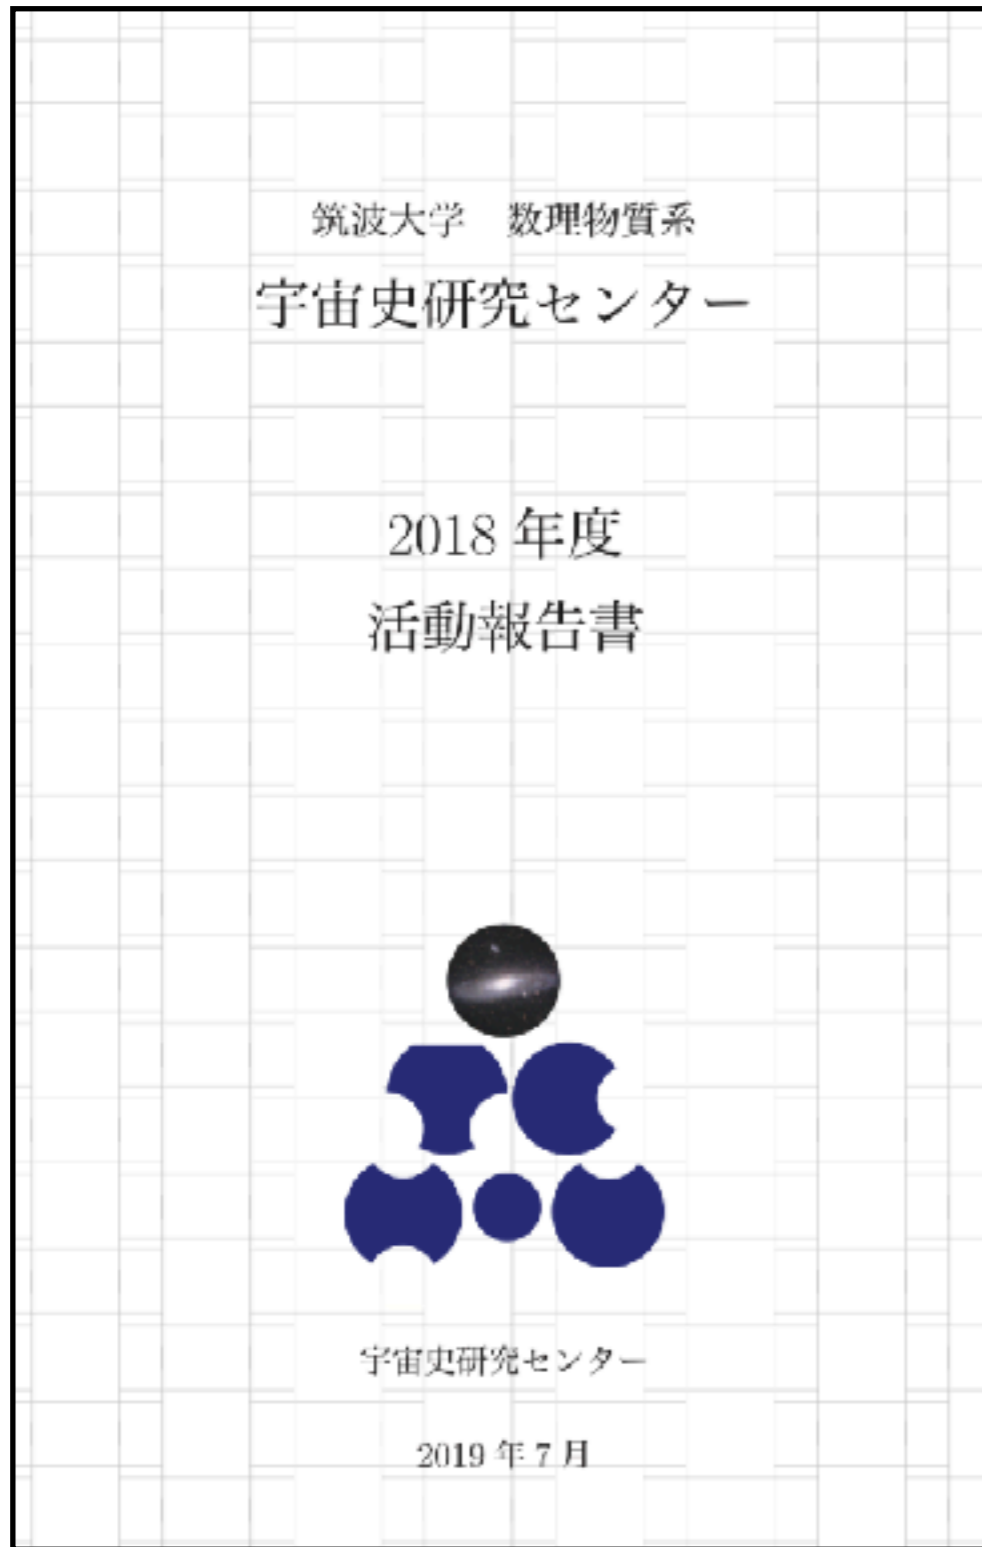 筑波大学　数理物質系
宇宙史研究センター
2018 年度
活動報告書
宇宙史研究センター
2019 年 7 月